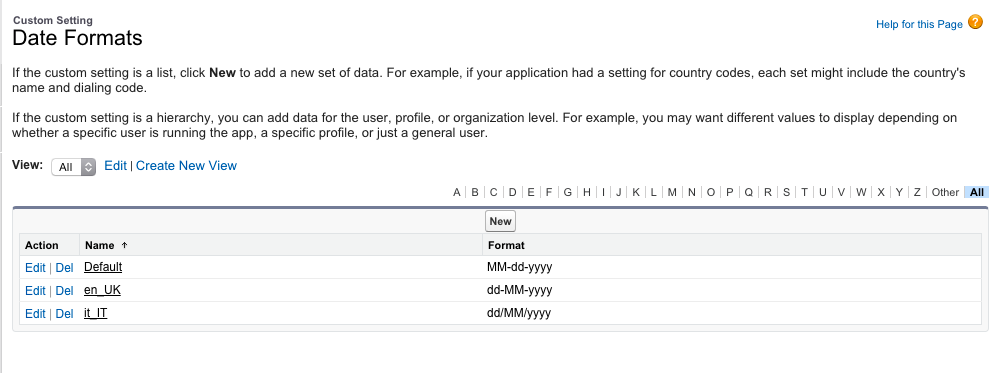 Custom Setting
Date Formats
Help for this Page
If the custom setting is a list, click New to add a new set of data. For example, if your application had a setting for country codes, each set might include the country's
name and dialing code.
If the custom setting is a hierarchy, you can add data for the user, profile, or organization level. For example, you may want different values to display depending on
whether a specific user is running the app, a specific profile, or just a general user.
View: All Edit | Create New View
A | B | C | D | E | F | G | H | I | J | K | L | M | N | O | P | Q | R | S | T | U | V | W | X | Y | Z | Other All
New
Action Name ↑ Format
Edit | Del Default MM-dd-yyyy
Edit | Del en_UK dd-MM-yyyy
Edit | Del it_IT dd/MM/yyyy